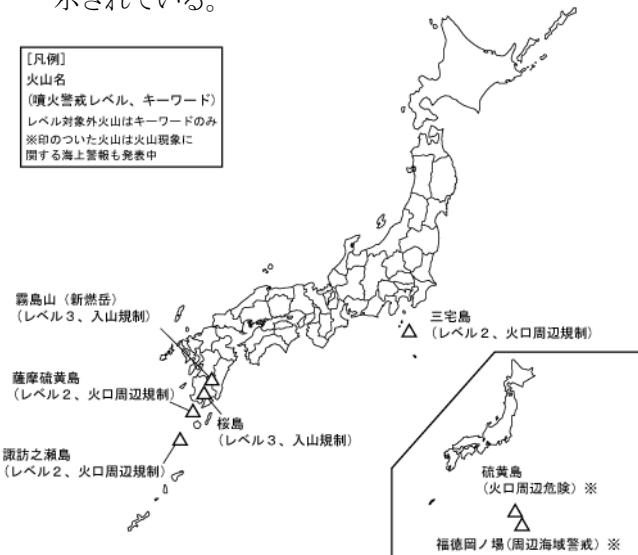 示されている。
[凡例]
火山名
(噴火警戒レベル、キーワード)
レベル対象外火山はキーワードのみ
※印のついた火山は火山現象に
関する海上警報も発表中
霧島山（新燃岳）
(レベル３、入山規制)
三宅島
(レベル２、火口周辺規制)
薩摩硫黄島
(レベル２、火口周辺規制)
桜島
(レベル３、入山規制)
諏訪之瀬島
(レベル２、火口周辺規制)
硫黄島
(火口周辺危険) ※
福徳岡ノ場(周辺海域警戒) ※